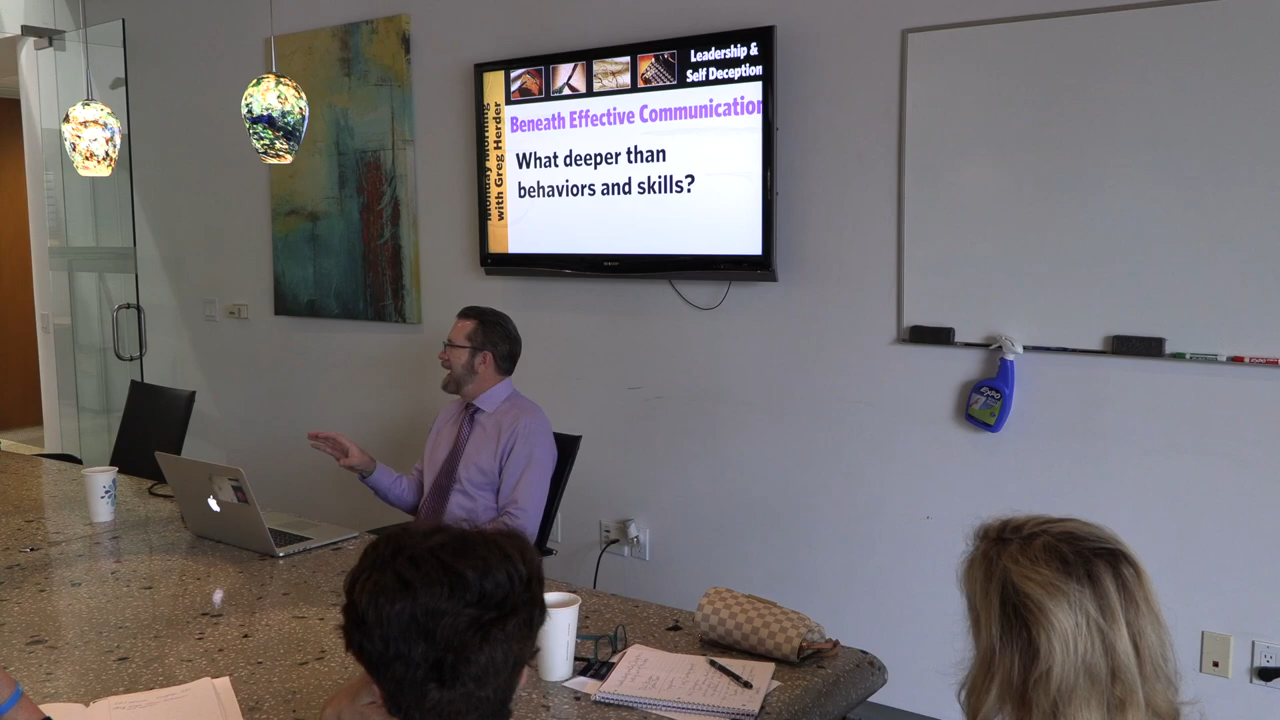 Leadership &
Self Deception
Monday Morning
with Greg Herder
Beneath Effective Communication
What deeper than
behaviors and skills?
SHARP
EXPO